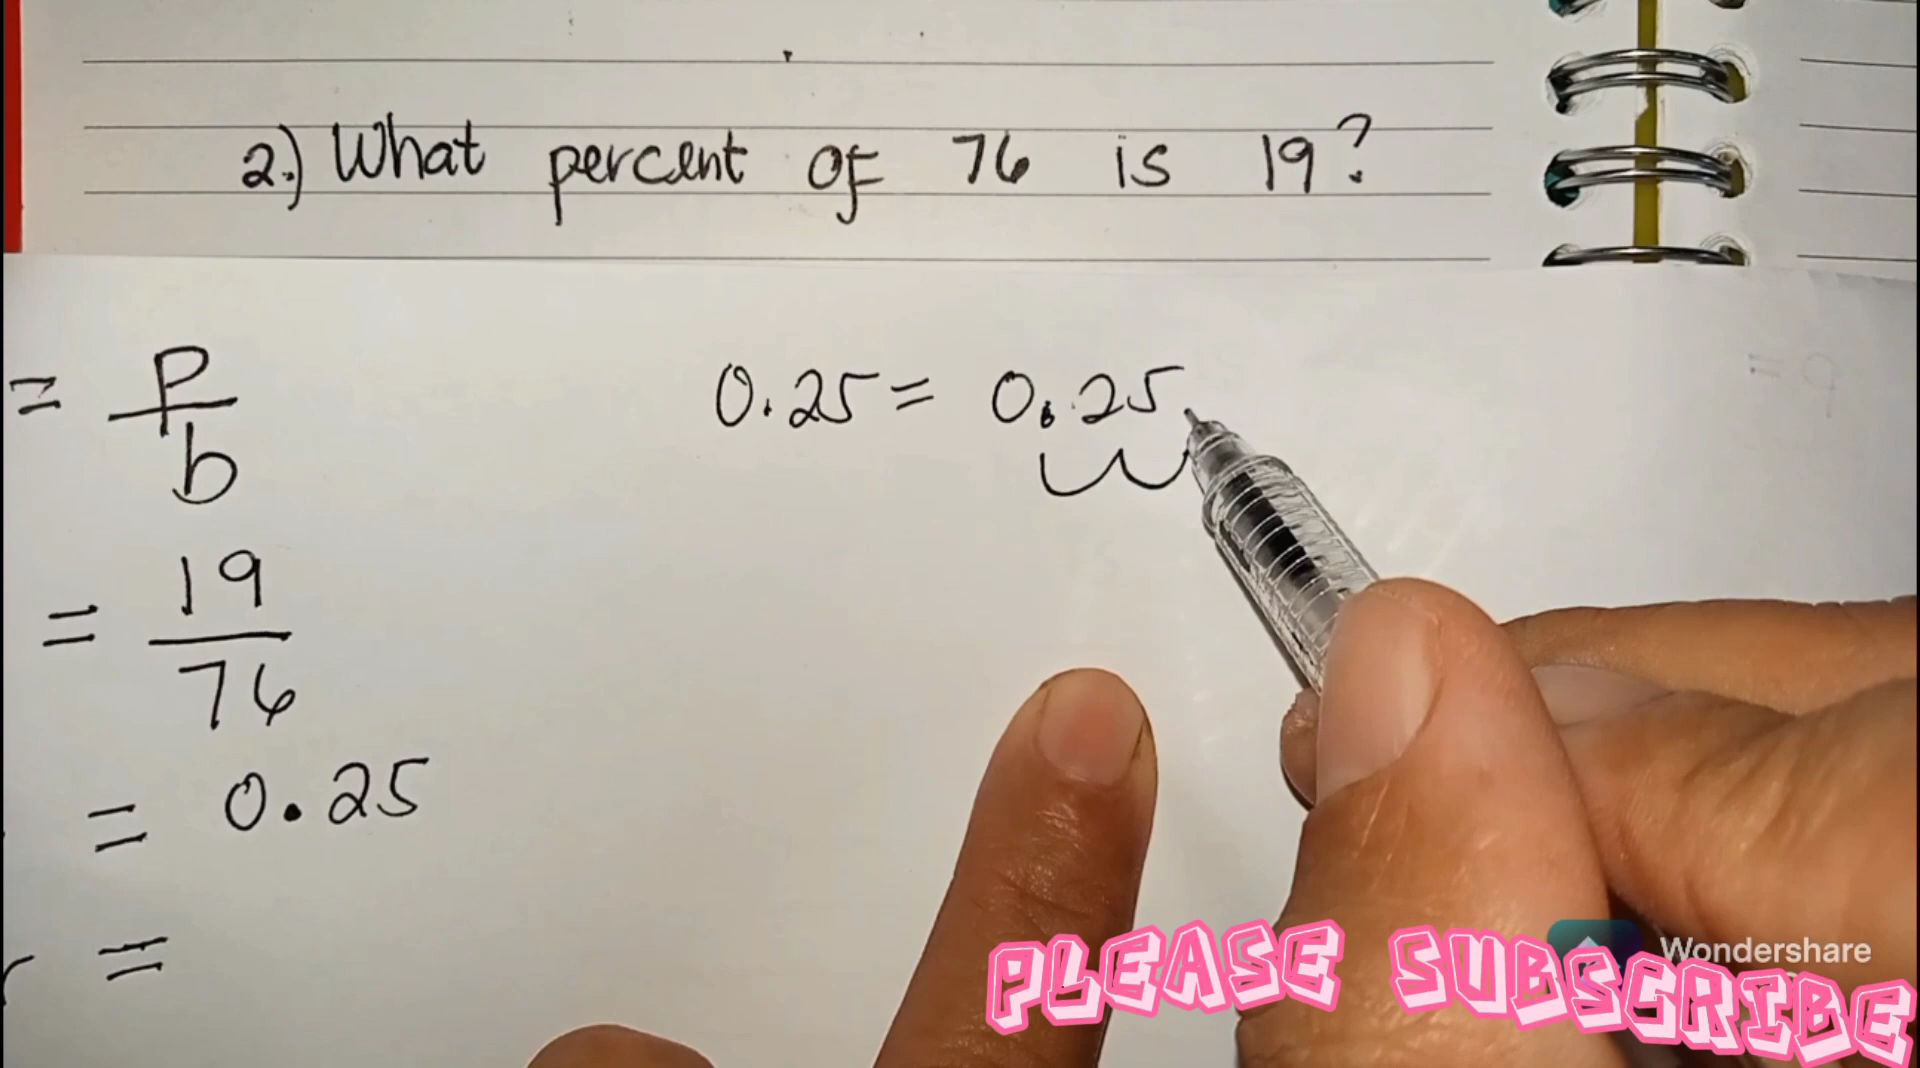 2.) What percent of 76 is 19?
= P
b
0.25 = 0.25
= 19
76
= 0.25
r =
PLEASE SUBSCRIBE
Wondershare